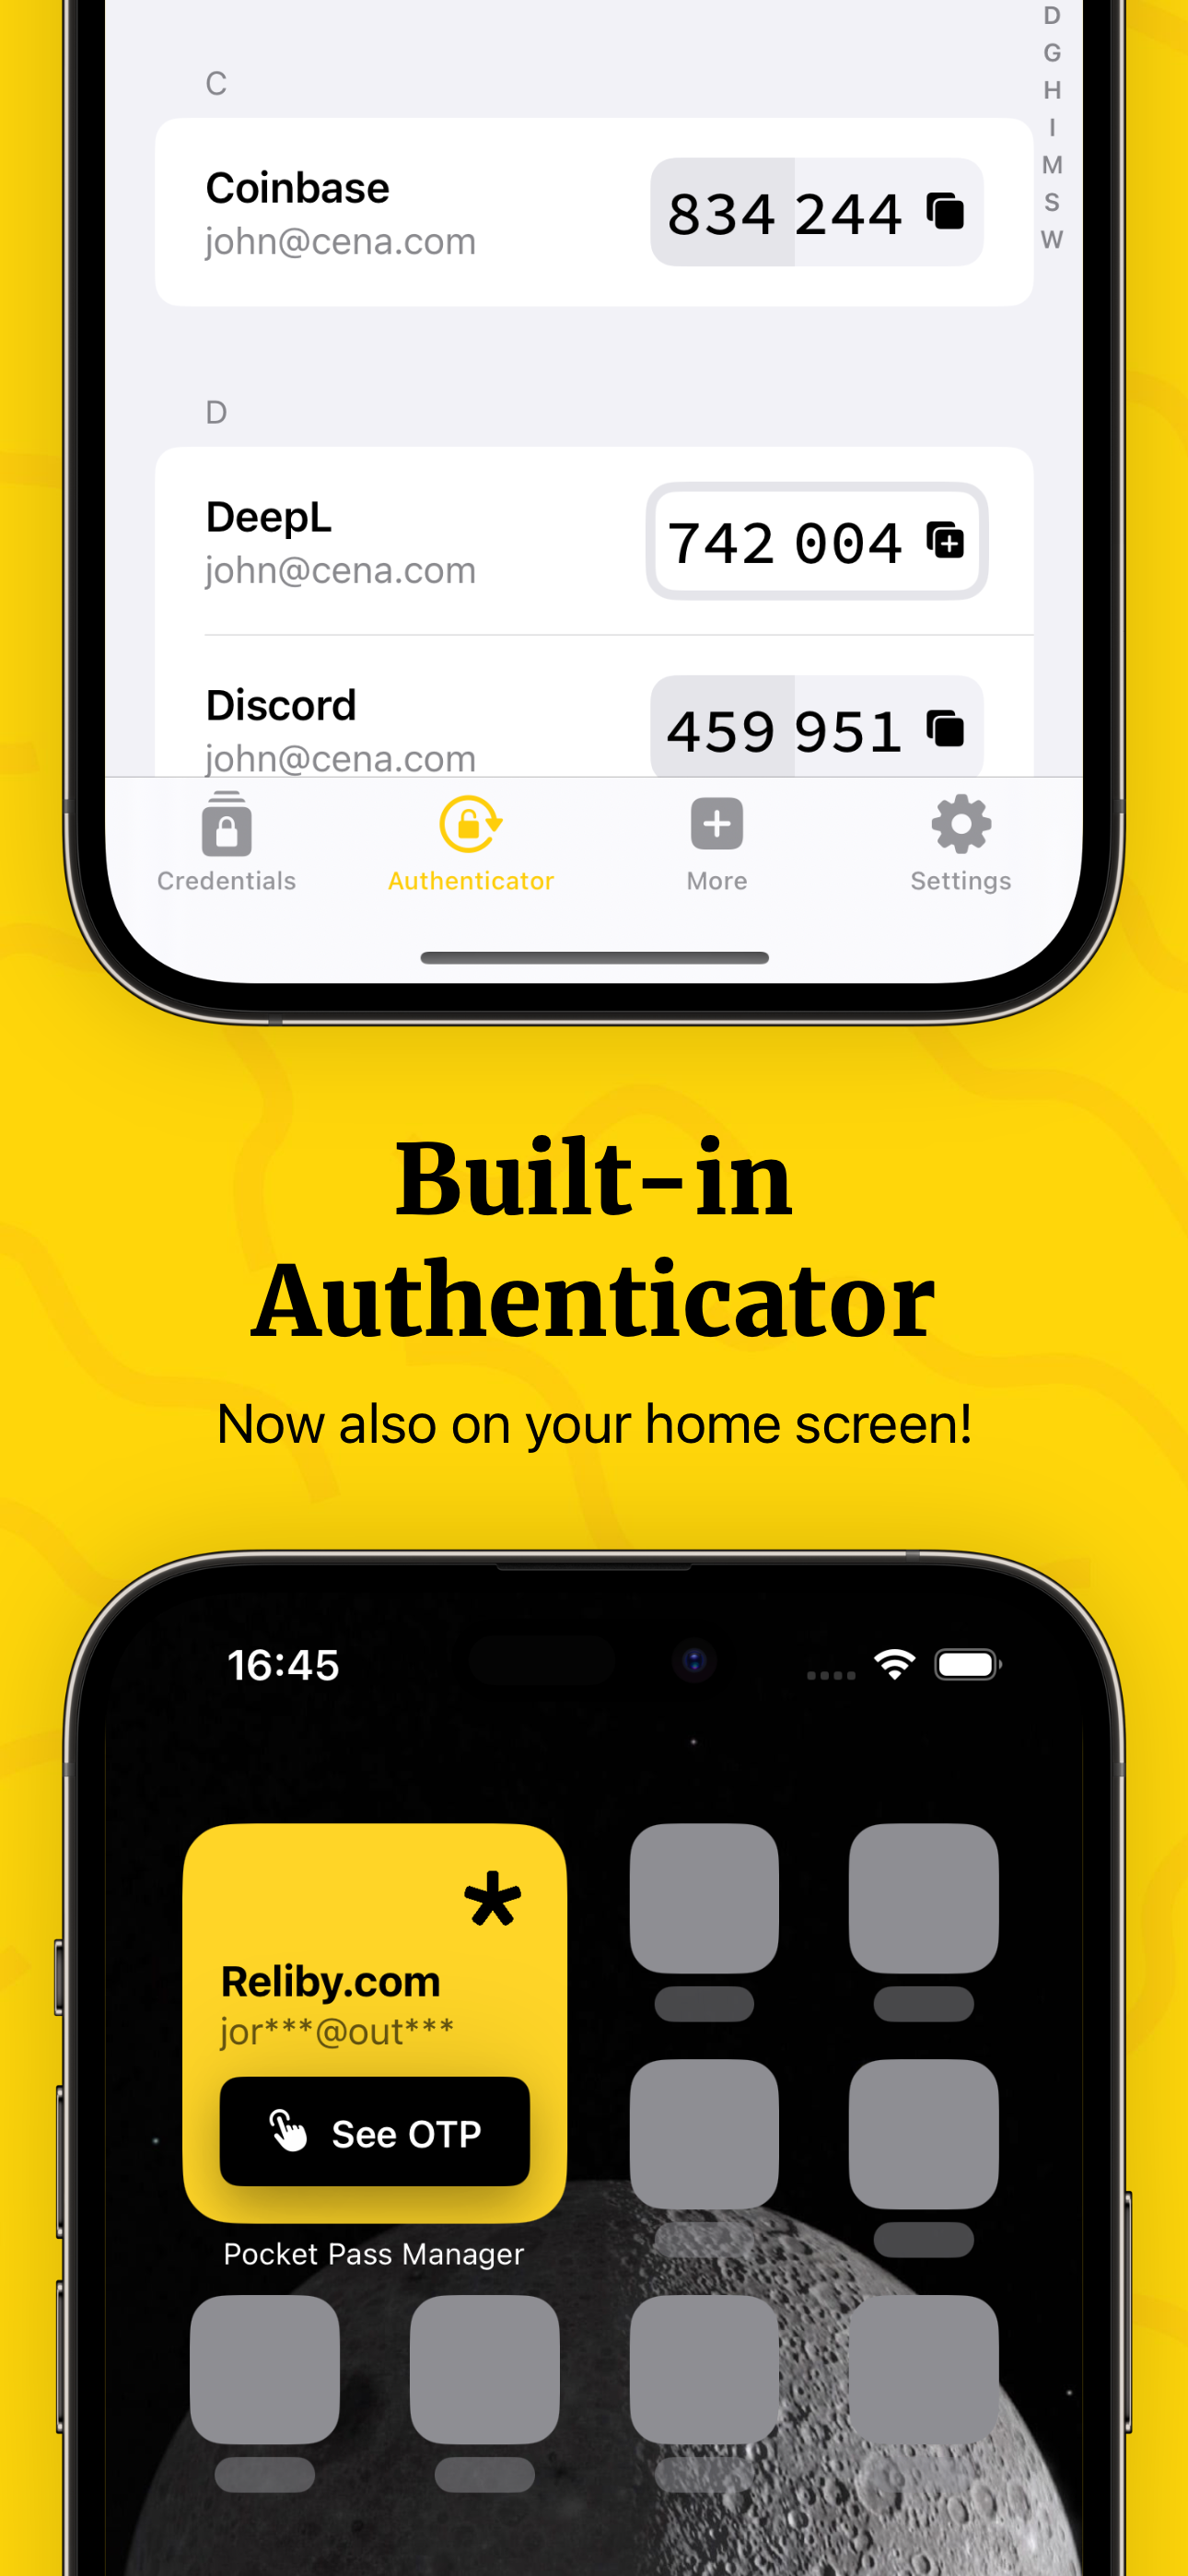 D
G
H
I
M
S
W
C
Coinbase
834 244
john@cena.com
D
DeepL
742 004
john@cena.com
Discord
459 951
john@cena.com
Credentials
Authenticator
More
Settings
Built-in
Authenticator
Now also on your home screen!
16:45
Reliby.com
jor***@out***
See OTP
Pocket Pass Manager